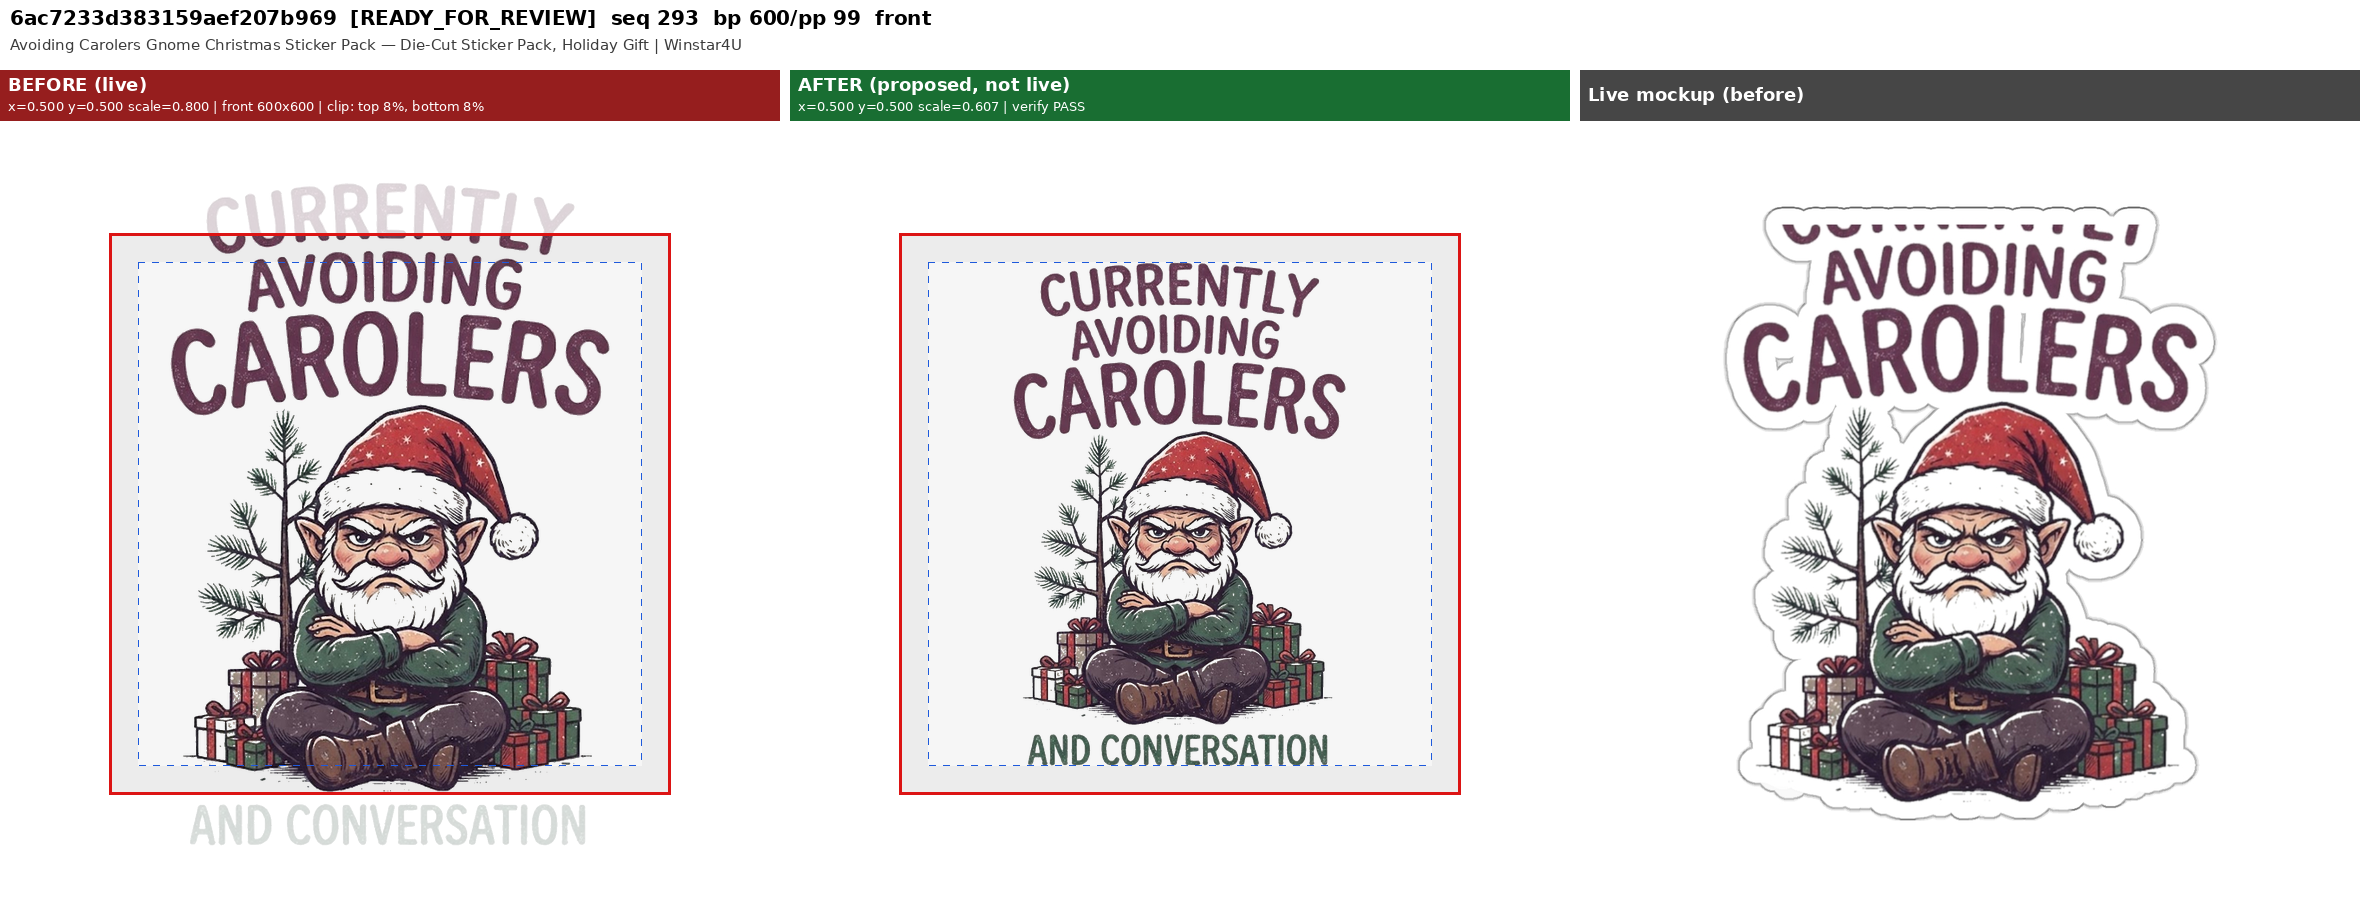 6ac7233d383159aef207b969 [READY_FOR_REVIEW] seq 293 bp 600/pp 99 front
Avoiding Carolers Gnome Christmas Sticker Pack — Die-Cut Sticker Pack, Holiday Gift | Winstar4U
BEFORE (live)
x=0.500 y=0.500 scale=0.800 | front 600x600 | clip: top 8%, bottom 8%
CURRENTLY
AVOIDING
CAROLERS
AND CONVERSATION
AFTER (proposed, not live)
x=0.500 y=0.500 scale=0.607 | verify PASS
CURRENTLY
AVOIDING
CAROLERS
AND CONVERSATION
Live mockup (before)
CURRENTLY
AVOIDING
CAROLERS